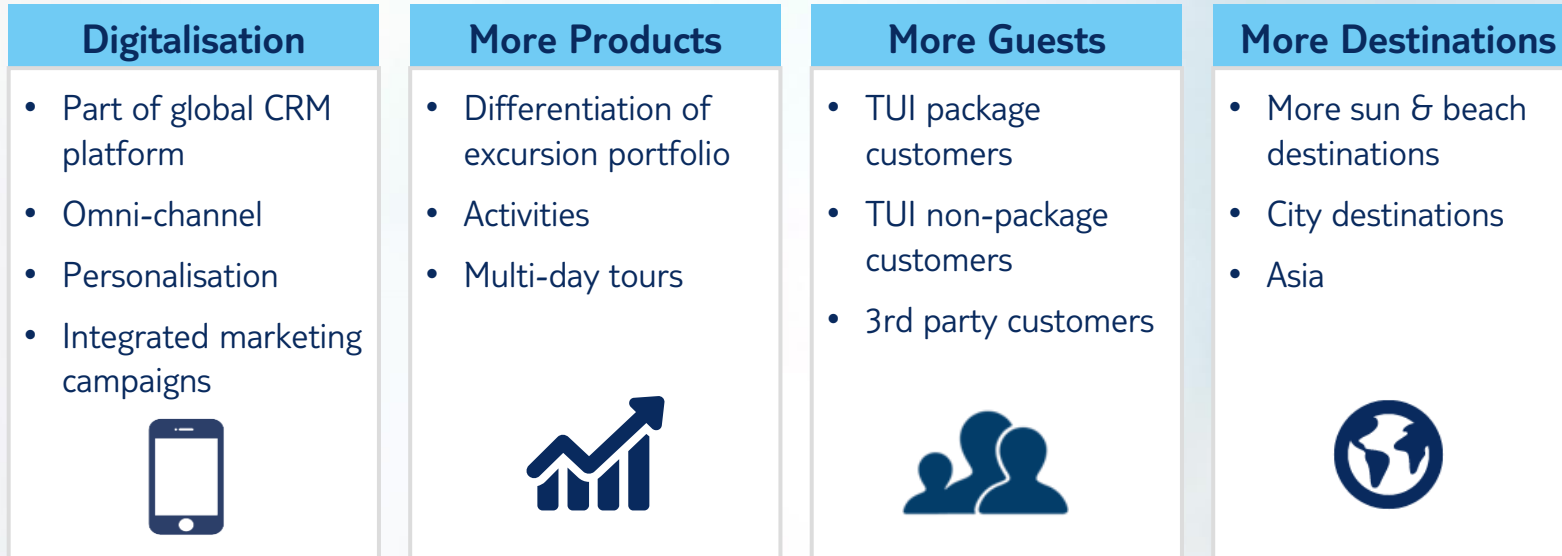 Digitalisation
• Part of global CRM
platform
• Omni-channel
• Personalisation
• Integrated marketing
campaigns
More Products
• Differentiation of
excursion portfolio
• Activities
• Multi-day tours
More Guests
• TUI package
customers
• TUI non-package
customers
• 3rd party customers
More Destinations
• More sun & beach
destinations
• City destinations
• Asia